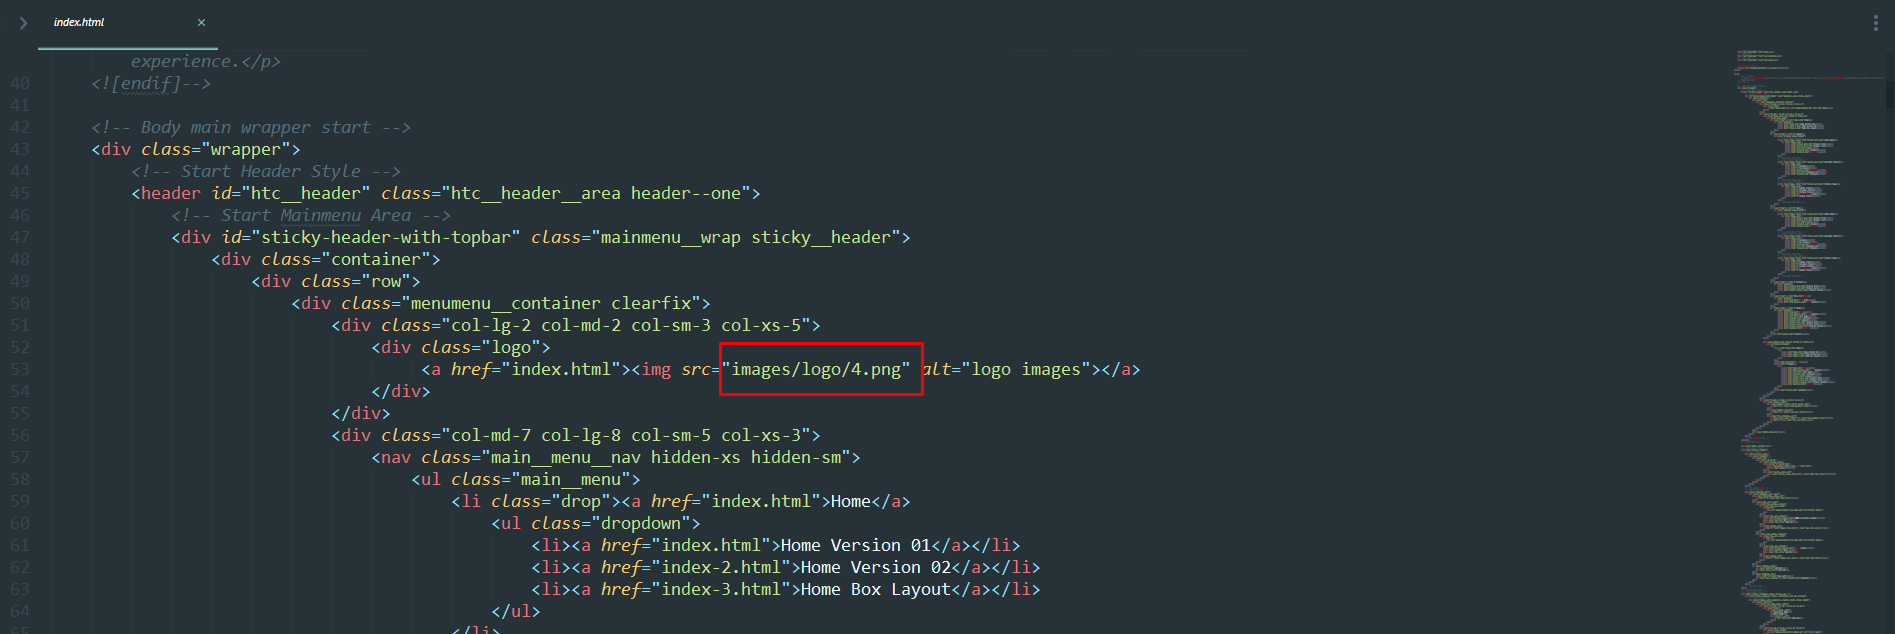 index.html ×
experience.</p>
40 <![endif]-->
41
42 <!-- Body main wrapper start -->
43 <div class="wrapper">
44 <!-- Start Header Style -->
45 <header id="htc__header" class="htc__header__area header--one">
46 <!-- Start Mainmenu Area -->
47 <div id="sticky-header-with-topbar" class="mainmenu__wrap sticky__header">
48 <div class="container">
49 <div class="row">
50 <div class="menumenu__container clearfix">
51 <div class="col-lg-2 col-md-2 col-sm-3 col-xs-5">
52 <div class="logo">
53 <a href="index.html"><img src="images/logo/4.png" alt="logo images"></a>
54 </div>
55 </div>
56 <div class="col-md-7 col-lg-8 col-sm-5 col-xs-3">
57 <nav class="main__menu__nav hidden-xs hidden-sm">
58 <ul class="main__menu">
59 <li class="drop"><a href="index.html">Home</a>
60 <ul class="dropdown">
61 <li><a href="index.html">Home Version 01</a></li>
62 <li><a href="index-2.html">Home Version 02</a></li>
63 <li><a href="index-3.html">Home Box Layout</a></li>
64 </ul>
65 </li>